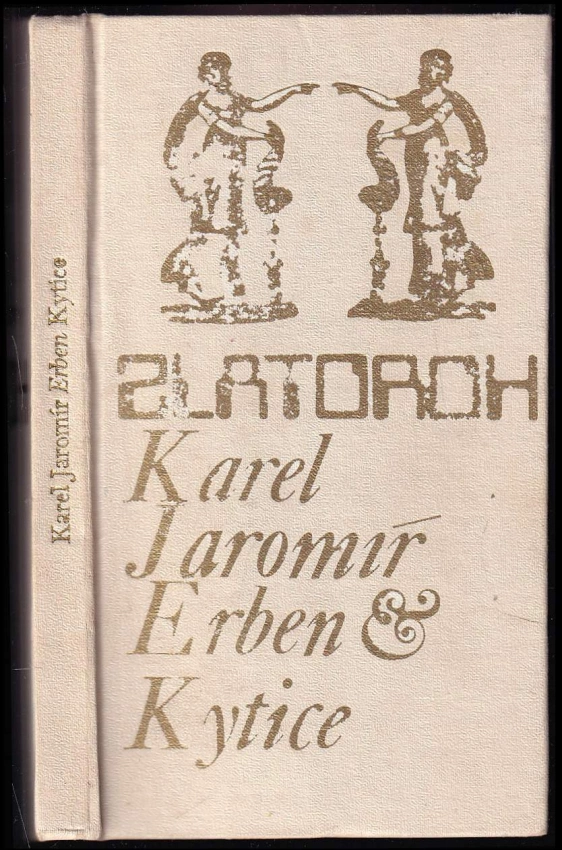 Karel Jaromír Erben Kytice
ZLATOROH
Karel
Jaromír
Erben &
Kytice